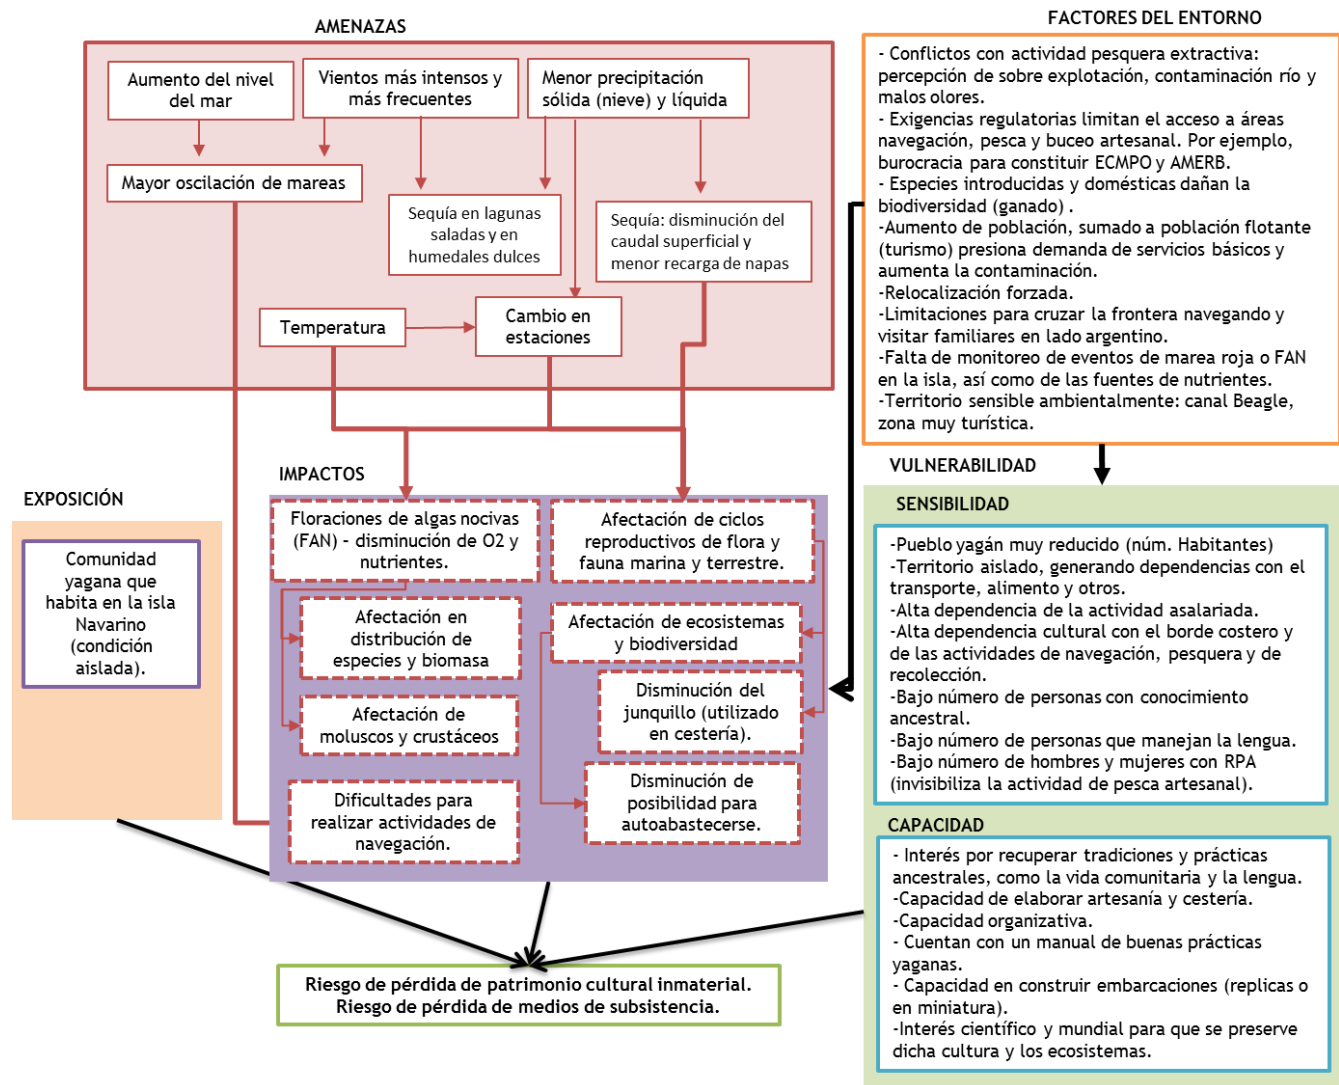 AMENAZAS
Aumento del nivel
del mar
Vientos más intensos y
más frecuentes
Menor precipitación
sólida (nieve) y líquida
Mayor oscilación de mareas
Sequía en lagunas
saladas y en
humedales dulces
Sequía: disminución del
caudal superficial y
menor recarga de napas
Temperatura
Cambio en
estaciones
FACTORES DEL ENTORNO
- Conflictos con actividad pesquera extractiva:
percepción de sobre explotación, contaminación río y
malos olores.
- Exigencias regulatorias limitan el acceso a áreas
navegación, pesca y buceo artesanal. Por ejemplo,
burocracia para constituir ECMPO y AMERB.
- Especies introducidas y domésticas dañan la
biodiversidad (ganado) .
-Aumento de población, sumado a población flotante
(turismo) presiona demanda de servicios básicos y
aumenta la contaminación.
-Relocalización forzada.
-Limitaciones para cruzar la frontera navegando y
visitar familiares en lado argentino.
-Falta de monitoreo de eventos de marea roja o FAN
en la isla, así como de las fuentes de nutrientes.
-Territorio sensible ambientalmente: canal Beagle,
zona muy turística.
EXPOSICIÓN
Comunidad
yagana que
habita en la isla
Navarino
(condición
aislada).
IMPACTOS
Floraciones de algas nocivas
(FAN) – disminución de O2 y
nutrientes.
Afectación en
distribución de
especies y biomasa
Afectación de
moluscos y crustáceos
Dificultades para
realizar actividades de
navegación.
Afectación de ciclos
reproductivos de flora y
fauna marina y terrestre.
Afectación de ecosistemas
y biodiversidad
Disminución del
junquillo (utilizado
en cestería).
Disminución de
posibilidad para
autoabastecerse.
VULNERABILIDAD
SENSIBILIDAD
-Pueblo yagán muy reducido (núm. Habitantes)
-Territorio aislado, generando dependencias con el
transporte, alimento y otros.
-Alta dependencia de la actividad asalariada.
-Alta dependencia cultural con el borde costero y
de las actividades de navegación, pesquera y de
recolección.
-Bajo número de personas con conocimiento
ancestral.
-Bajo número de personas que manejan la lengua.
-Bajo número de hombres y mujeres con RPA
(invisibiliza la actividad de pesca artesanal).
CAPACIDAD
- Interés por recuperar tradiciones y prácticas
ancestrales, como la vida comunitaria y la lengua.
-Capacidad de elaborar artesanía y cestería.
-Capacidad organizativa.
- Cuentan con un manual de buenas prácticas
yaganas.
- Capacidad en construir embarcaciones (replicas o
en miniatura).
-Interés científico y mundial para que se preserve
dicha cultura y los ecosistemas.
Riesgo de pérdida de patrimonio cultural inmaterial.
Riesgo de pérdida de medios de subsistencia.